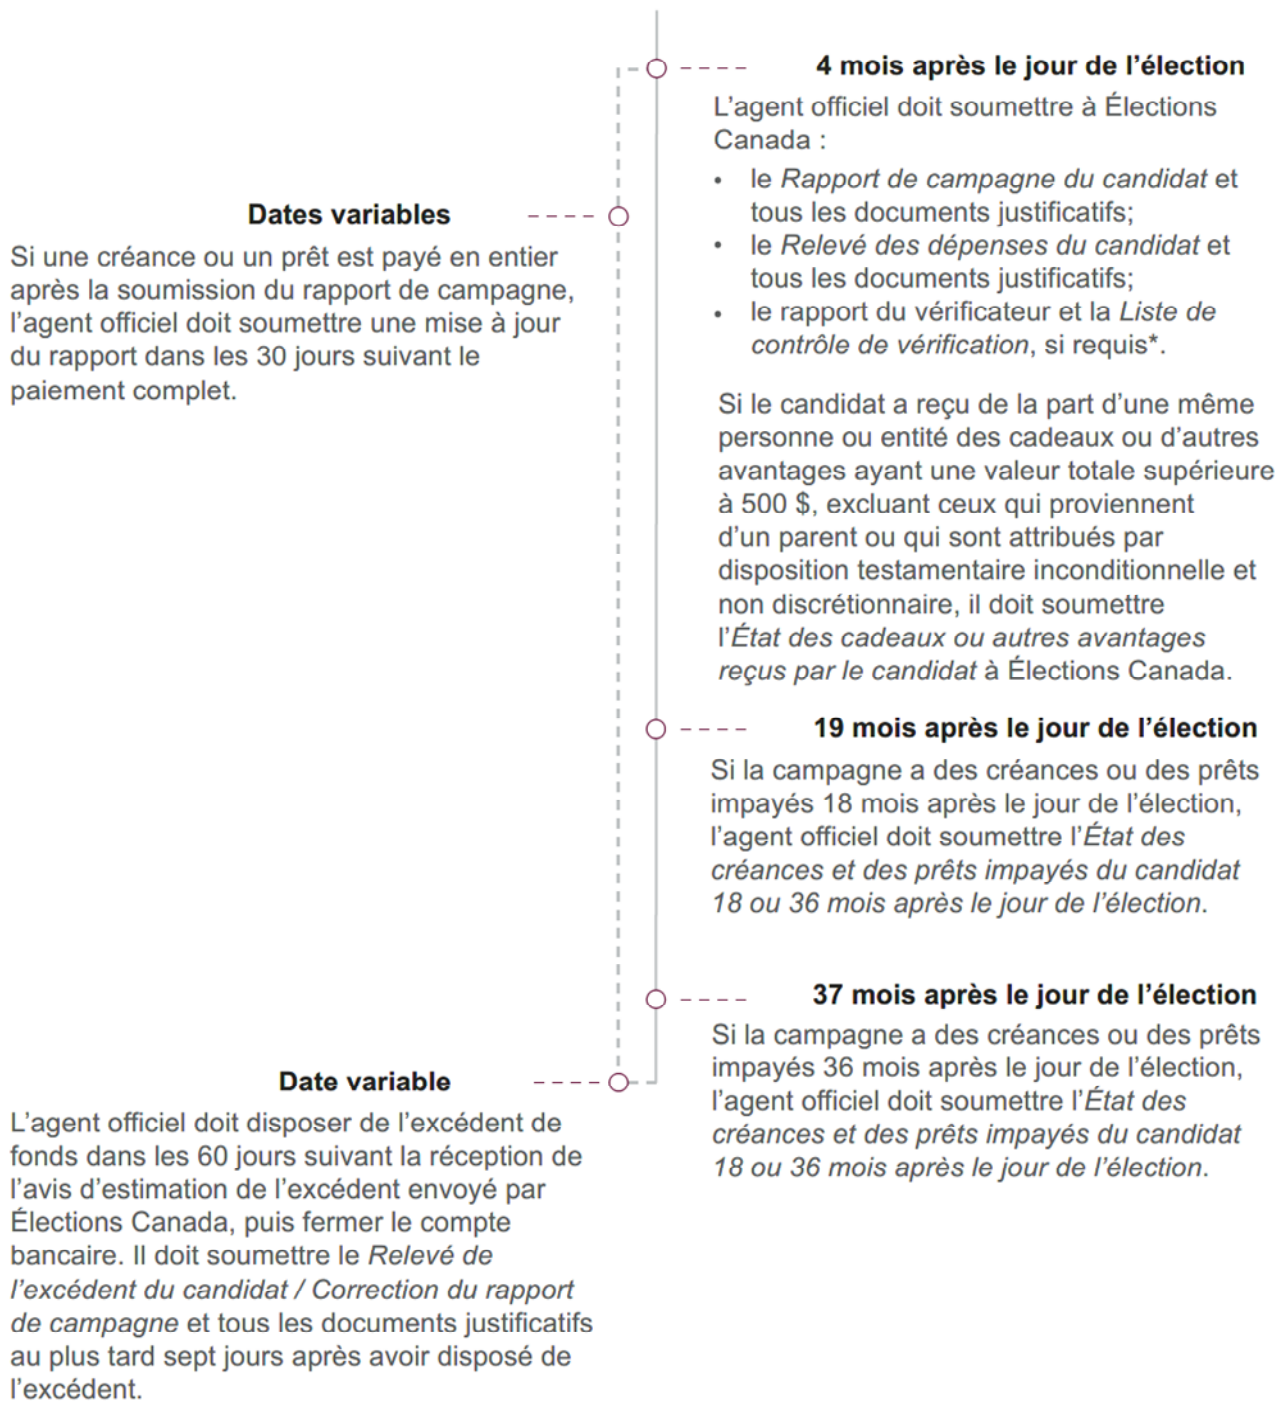 4 mois après le jour de l’élection
L’agent officiel doit soumettre à Élections
Canada :
• le Rapport de campagne du candidat et
tous les documents justificatifs;
• le Relevé des dépenses du candidat et
tous les documents justificatifs;
• le rapport du vérificateur et la Liste de
contrôle de vérification, si requis*.
Si le candidat a reçu de la part d’une même
personne ou entité des cadeaux ou d’autres
avantages ayant une valeur totale supérieure
à 500 $, excluant ceux qui proviennent
d’un parent ou qui sont attribués par
disposition testamentaire inconditionnelle et
non discrétionnaire, il doit soumettre
l’État des cadeaux ou autres avantages
reçus par le candidat à Élections Canada.
Dates variables
Si une créance ou un prêt est payé en entier
après la soumission du rapport de campagne,
l’agent officiel doit soumettre une mise à jour
du rapport dans les 30 jours suivant le
paiement complet.
19 mois après le jour de l’élection
Si la campagne a des créances ou des prêts
impayés 18 mois après le jour de l’élection,
l’agent officiel doit soumettre l’État des
créances et des prêts impayés du candidat
18 ou 36 mois après le jour de l’élection.
37 mois après le jour de l’élection
Si la campagne a des créances ou des prêts
impayés 36 mois après le jour de l’élection,
l’agent officiel doit soumettre l’État des
créances et des prêts impayés du candidat
18 ou 36 mois après le jour de l’élection.
Date variable
L’agent officiel doit disposer de l’excédent de
fonds dans les 60 jours suivant la réception de
l’avis d’estimation de l’excédent envoyé par
Élections Canada, puis fermer le compte
bancaire. Il doit soumettre le Relevé de
l’excédent du candidat / Correction du rapport
de campagne et tous les documents justificatifs
au plus tard sept jours après avoir disposé de
l’excédent.